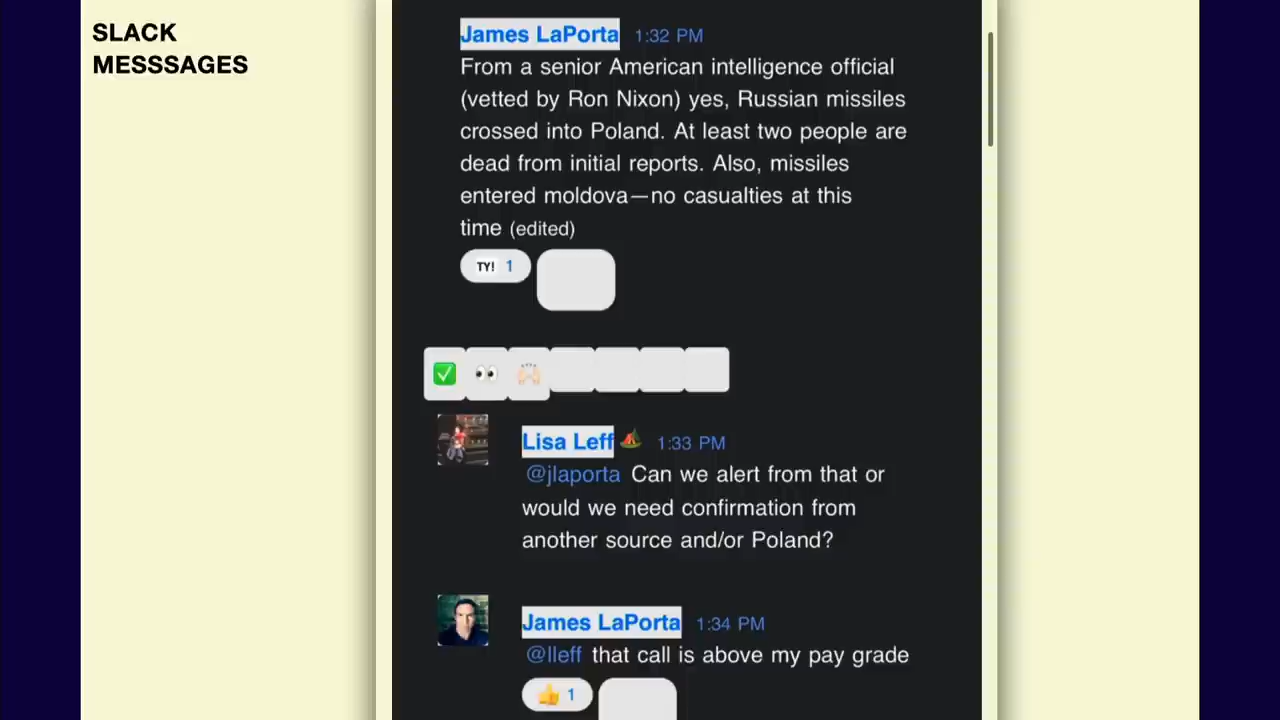 SLACK
MESSSAGES
James LaPorta 1:32 PM
From a senior American intelligence official
(vetted by Ron Nixon) yes, Russian missiles
crossed into Poland. At least two people are
dead from initial reports. Also, missiles
entered moldova—no casualties at this
time (edited)
TY! 1
Lisa Leff 1:33 PM
@jlaporta Can we alert from that or
would we need confirmation from
another source and/or Poland?
James LaPorta 1:34 PM
@lleff that call is above my pay grade
1